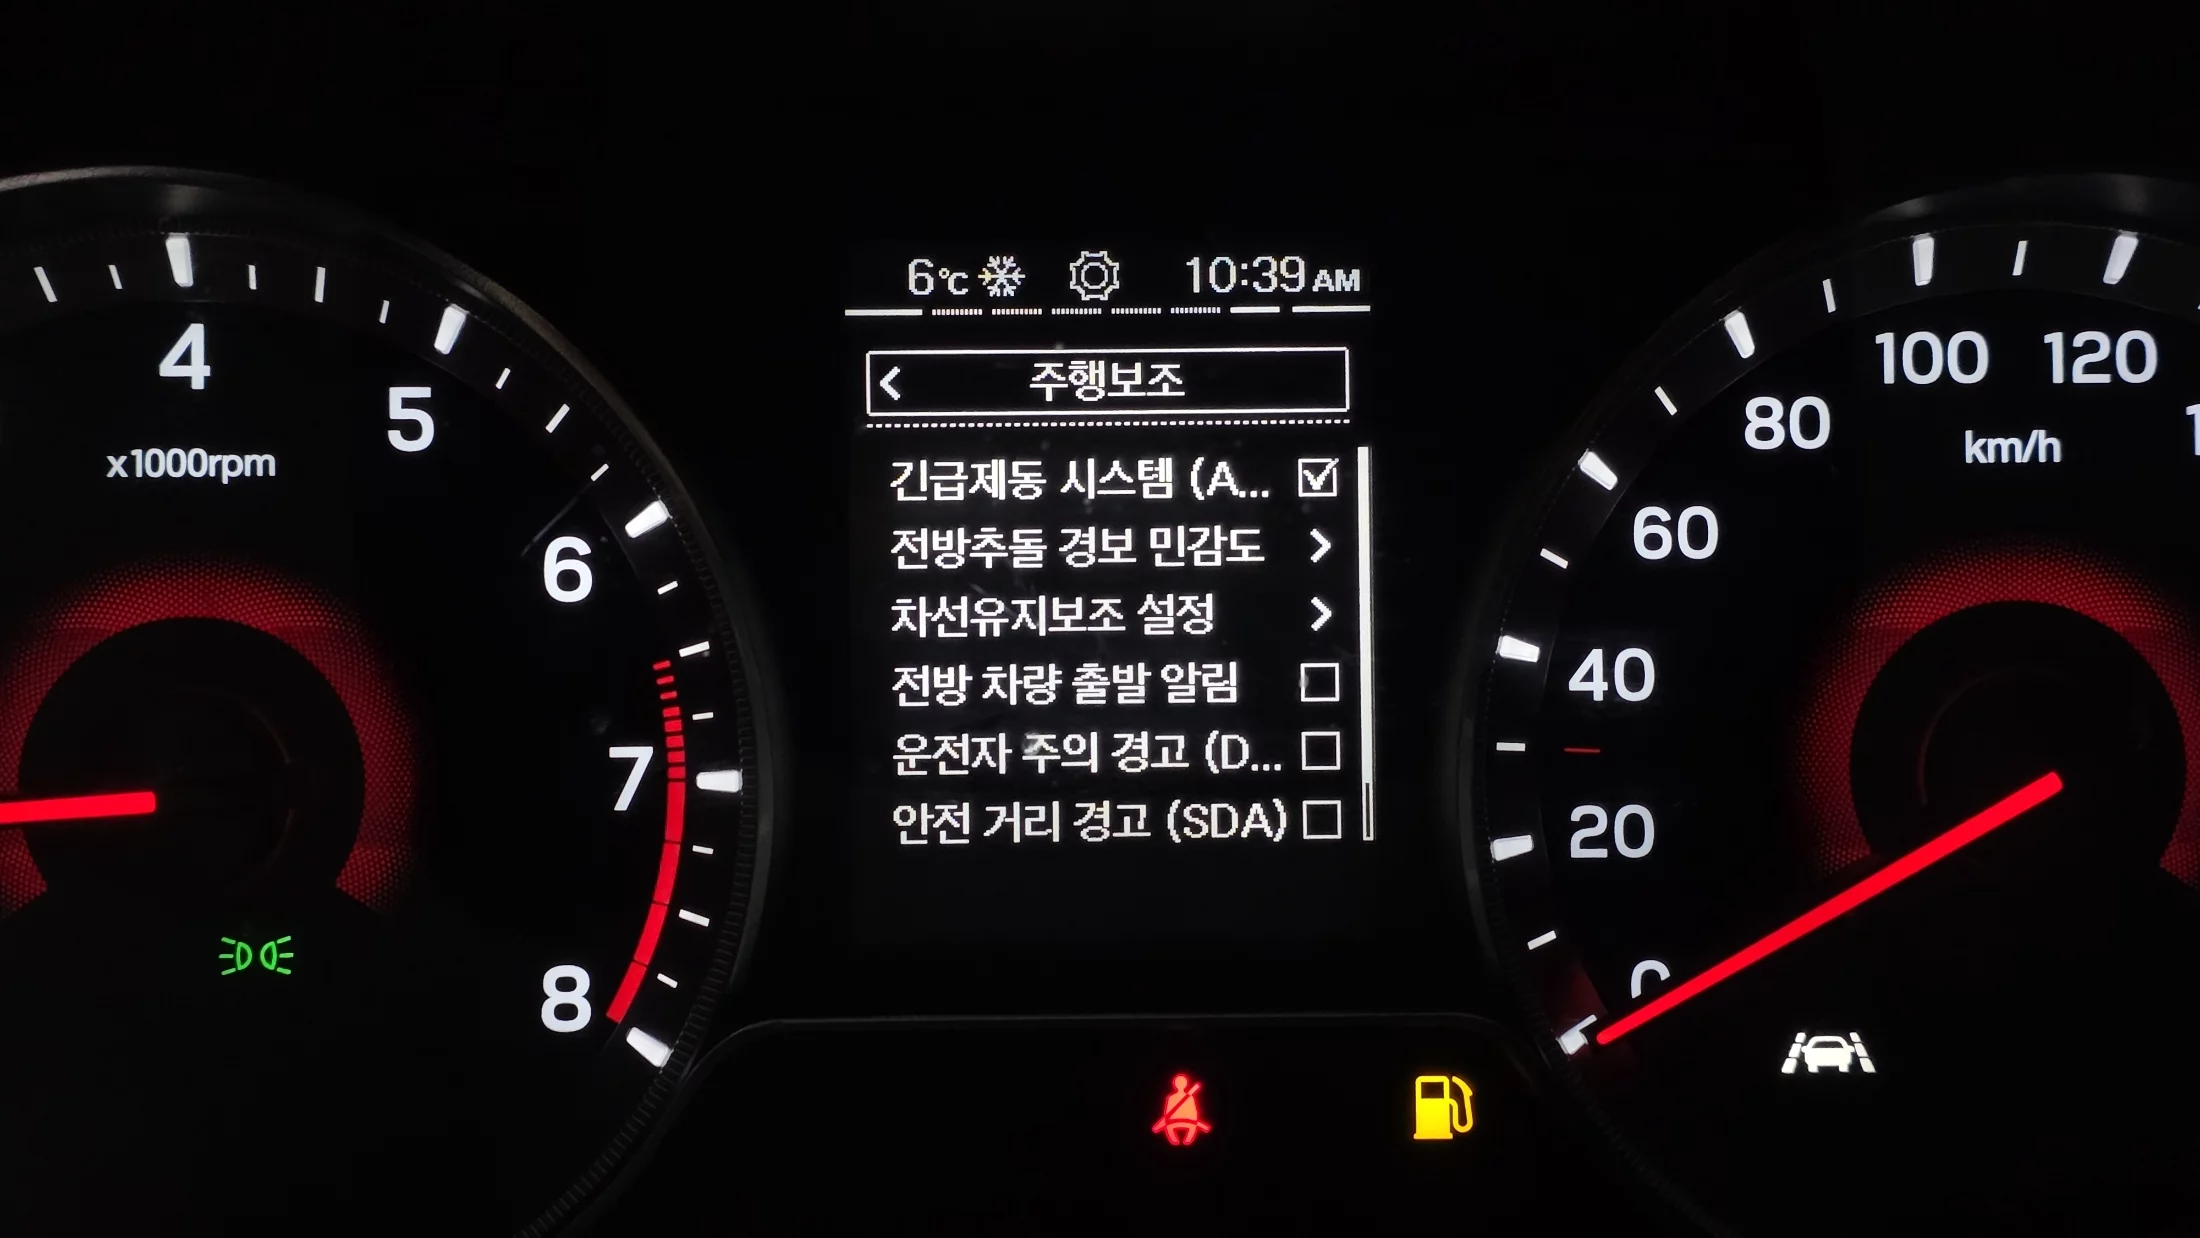 6°C 10:39 AM
주행보조
긴급제동 시스템 (A...
전방추돌 경보 민감도
차선유지보조 설정
전방 차량 출발 알림
운전자 주의 경고 (D...
안전 거리 경고 (SDA)
4
5
x1000rpm
6
7
8
100
120
80
km/h
60
40
20
0